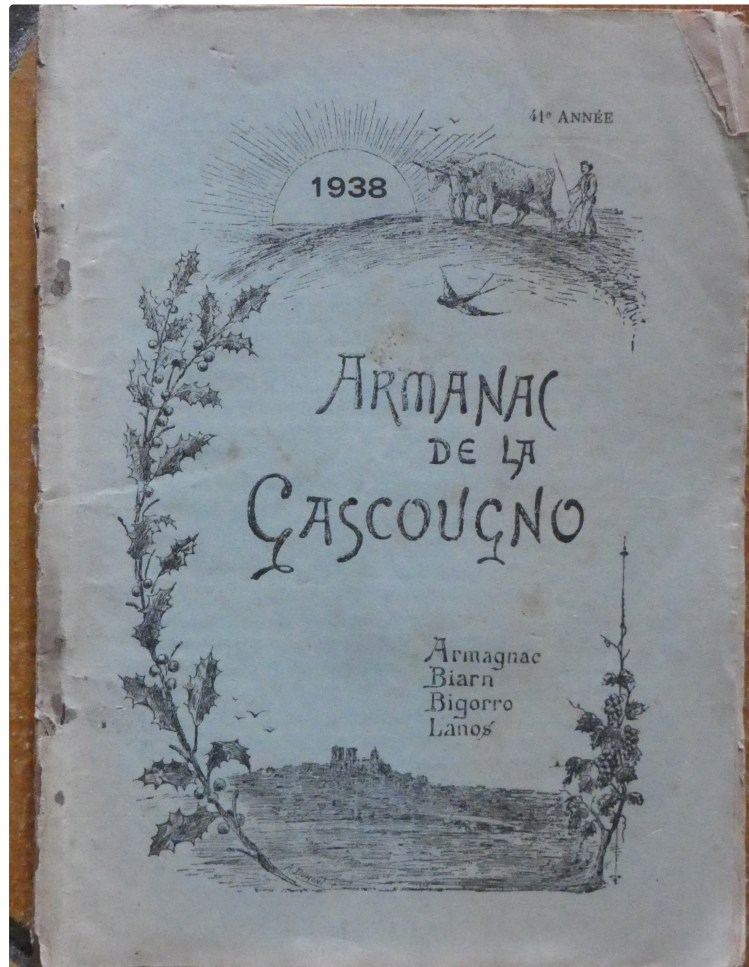 41e ANNÉE
1938
ARMANAC
DE LA
GASCOUGNO
Armagnac
Biarn
Bigorro
Lanos